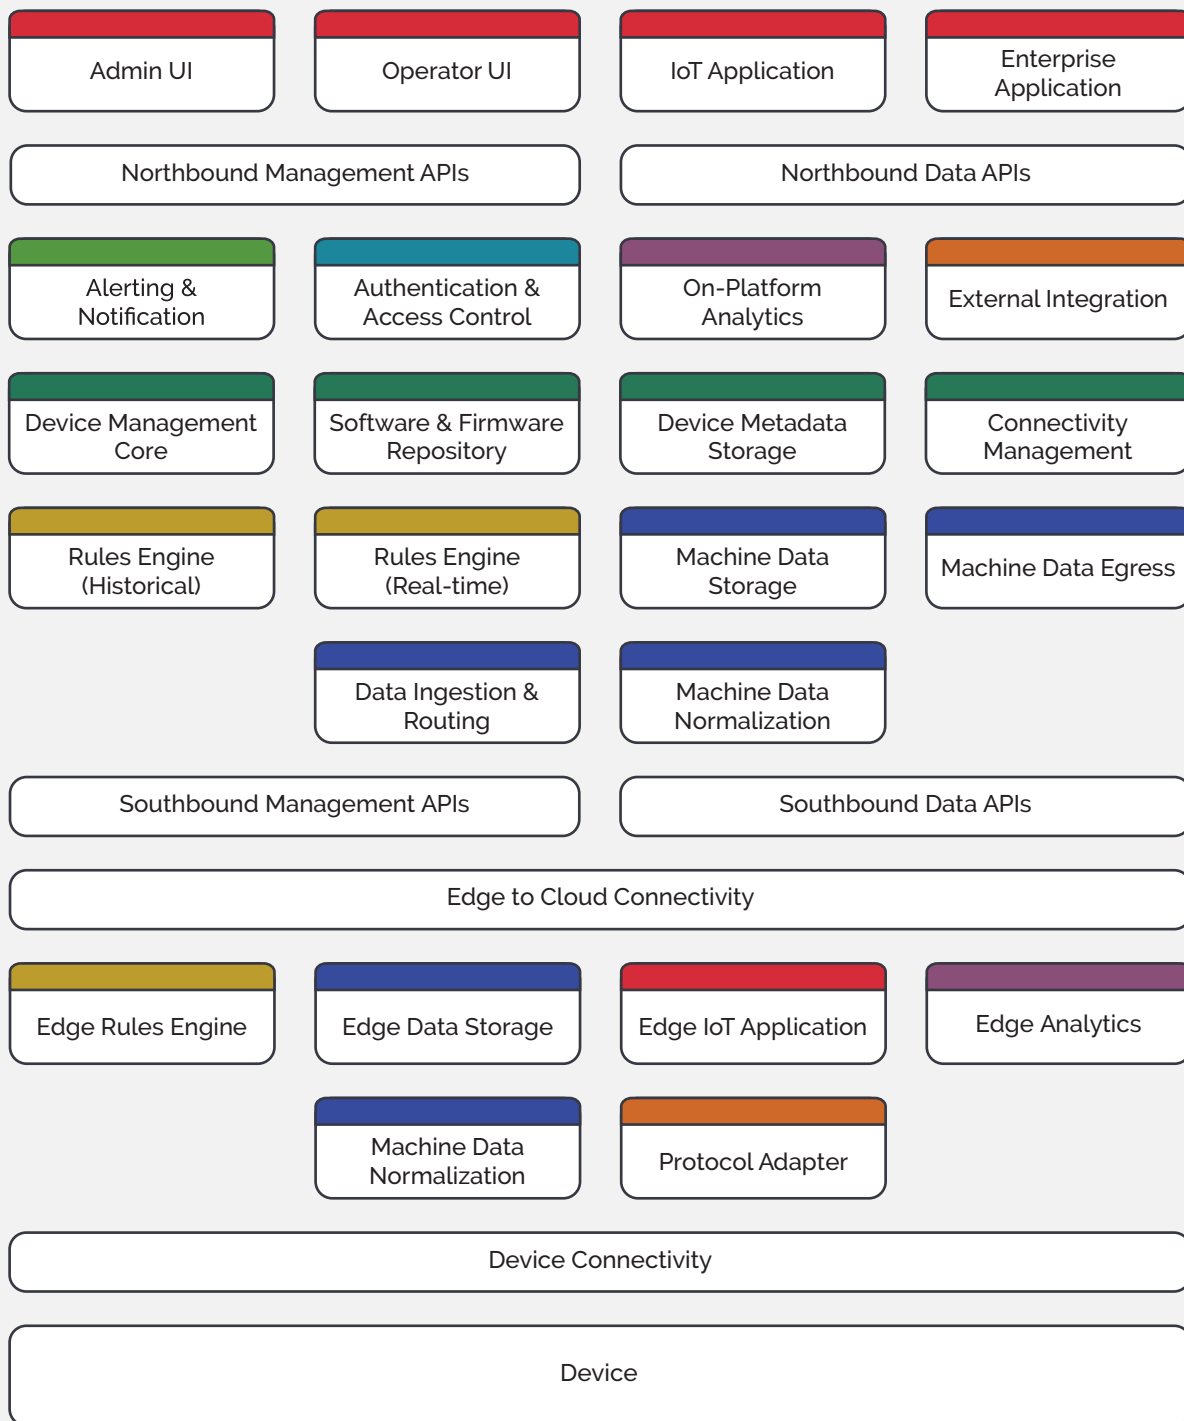 Admin UI
Operator UI
IoT Application
Enterprise
Application
Northbound Management APIs
Northbound Data APIs
Alerting &
Notification
Authentication &
Access Control
On-Platform
Analytics
External Integration
Device Management
Core
Software & Firmware
Repository
Device Metadata
Storage
Connectivity
Management
Rules Engine
(Historical)
Rules Engine
(Real-time)
Machine Data
Storage
Machine Data Egress
Data Ingestion &
Routing
Machine Data
Normalization
Southbound Management APIs
Southbound Data APIs
Edge to Cloud Connectivity
Edge Rules Engine
Edge Data Storage
Edge IoT Application
Edge Analytics
Machine Data
Normalization
Protocol Adapter
Device Connectivity
Device